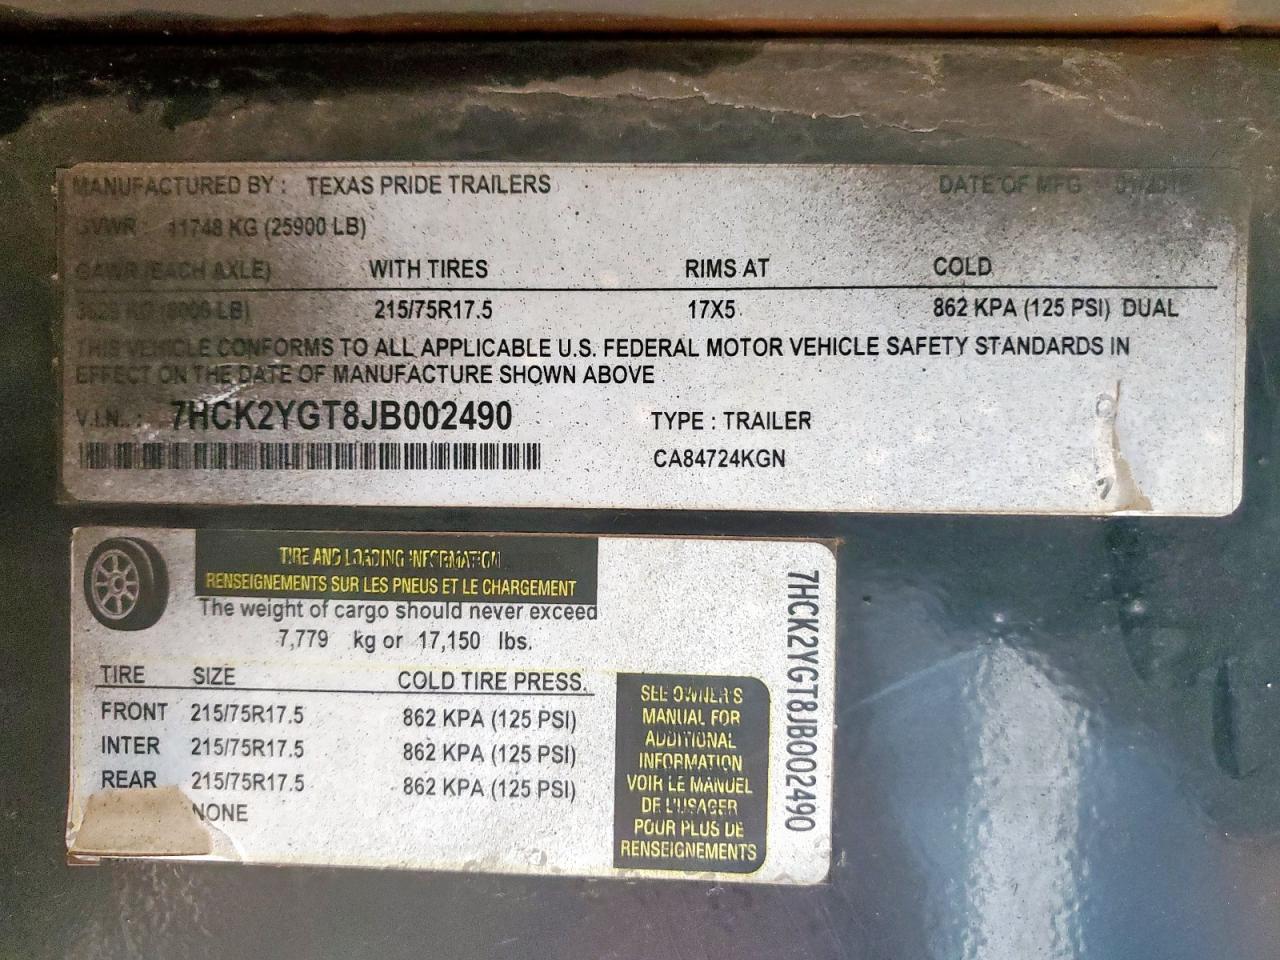 MANUFACTURED BY : TEXAS PRIDE TRAILERS DATE OF MFG
GVWR : 11748 KG (25900 LB)
GAWR (EACH AXLE) WITH TIRES RIMS AT COLD
215/75R17.5 17X5 862 KPA (125 PSI) DUAL
THIS VEHICLE CONFORMS TO ALL APPLICABLE U.S. FEDERAL MOTOR VEHICLE SAFETY STANDARDS IN
EFFECT ON THE DATE OF MANUFACTURE SHOWN ABOVE
V.I.N.. : 7HCK2YGT8JB002490 TYPE : TRAILER
CA84724KGN
TIRE AND LOADING INFORMATION
RENSEIGNEMENTS SUR LES PNEUS ET LE CHARGEMENT
The weight of cargo should never exceed
7,779 kg or 17,150 lbs.
TIRE SIZE COLD TIRE PRESS.
FRONT 215/75R17.5 862 KPA (125 PSI)
INTER 215/75R17.5 862 KPA (125 PSI)
REAR 215/75R17.5 862 KPA (125 PSI)
NONE
SEE OWNER'S
MANUAL FOR
ADDITIONAL
INFORMATION
VOIR LE MANUEL
DE L'USAGER
POUR PLUS DE
RENSEIGNEMENTS
7HCK2YGT8JB002490